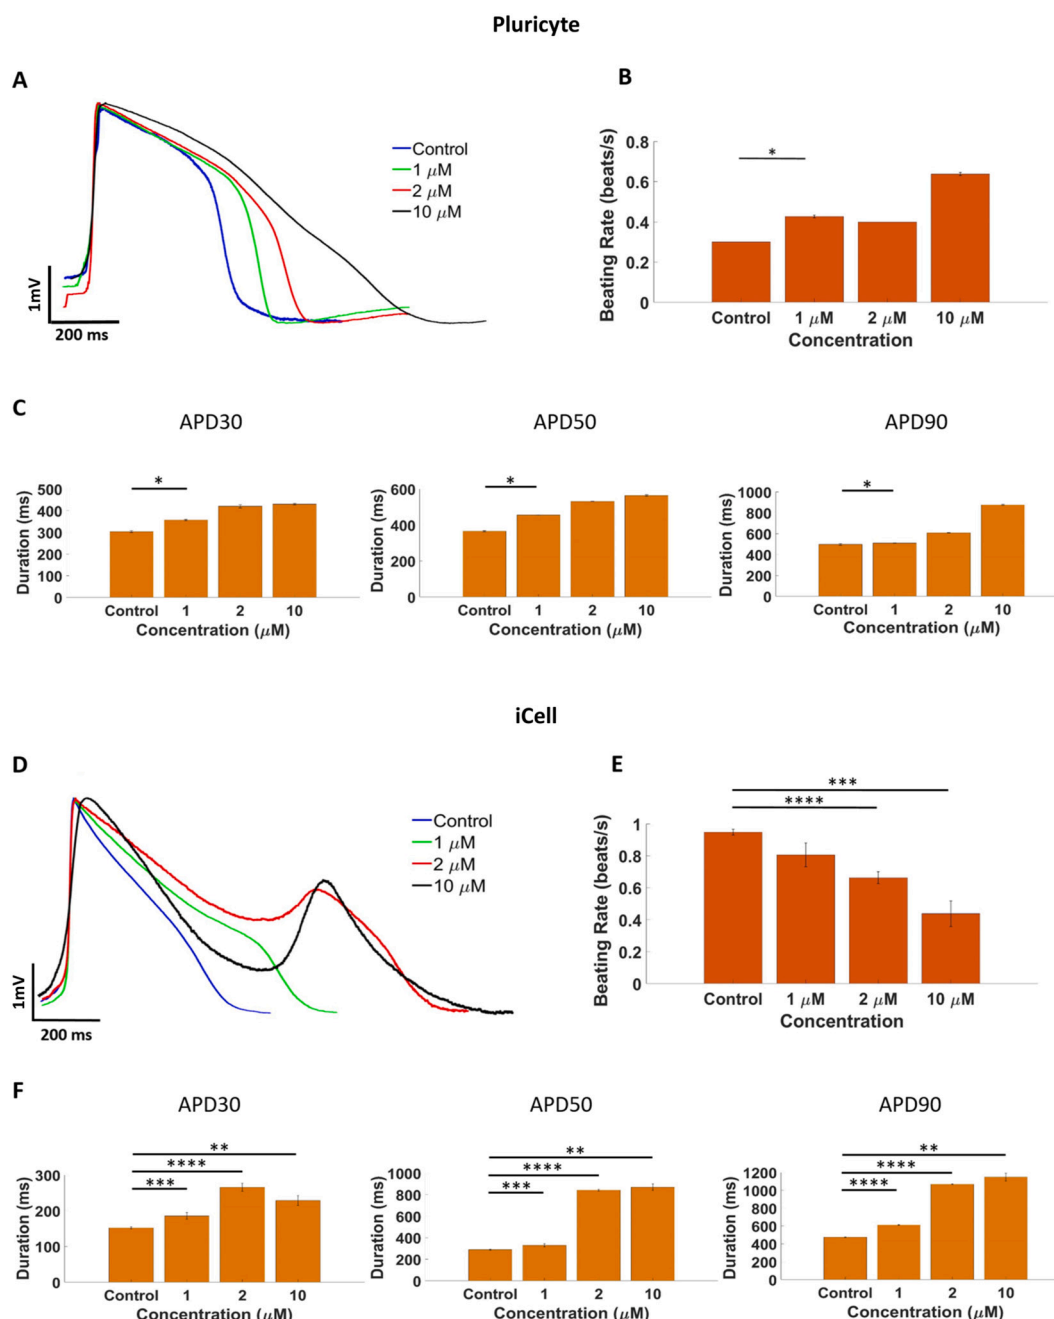 Pluricyte
A
Control
1 μM
2 μM
10 μM
1mV
200 ms
B
Beating Rate (beats/s)
0.8
0.6
0.4
0.2
0
*
Control 1 μM 2 μM 10 μM
Concentration
C
APD30
Duration (ms)
500
400
300
200
100
0
*
Control 1 2 10
Concentration (μM)
APD50
Duration (ms)
600
400
200
0
*
Control 1 2 10
Concentration (μM)
APD90
Duration (ms)
1000
800
600
400
200
0
*
Control 1 2 10
Concentration (μM)
iCell
D
Control
1 μM
2 μM
10 μM
1mV
200 ms
E
***
****
Beating Rate (beats/s)
1
0.8
0.6
0.4
0.2
0
Control 1 μM 2 μM 10 μM
Concentration
F
APD30
**
****
***
Duration (ms)
300
200
100
0
Control 1 2 10
Concentration (μM)
APD50
**
****
***
Duration (ms)
1000
800
600
400
200
0
Control 1 2 10
Concentration (μM)
APD90
**
****
****
Duration (ms)
1200
1000
800
600
400
200
0
Control 1 2 10
Concentration (μM)